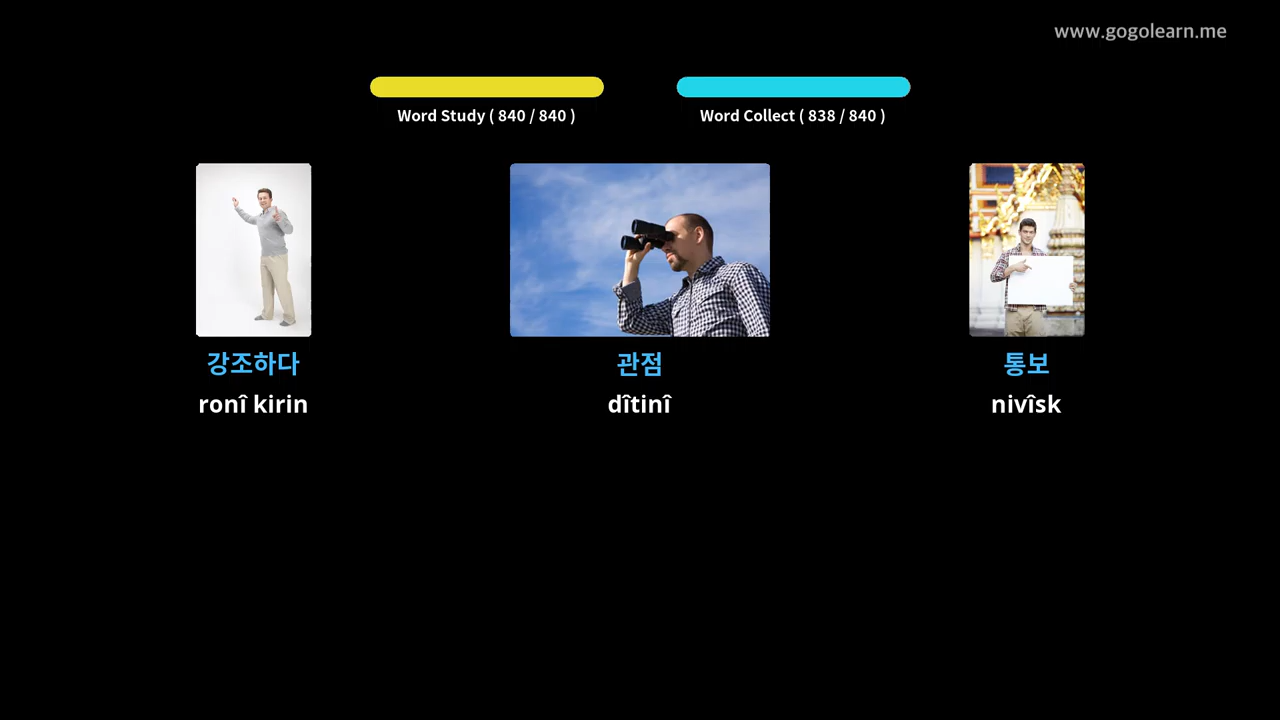 www.gogolearn.me
Word Study ( 840 / 840 )
Word Collect ( 838 / 840 )
강조하다
관점
통보
ronî kirin
dîtinî
nivîsk